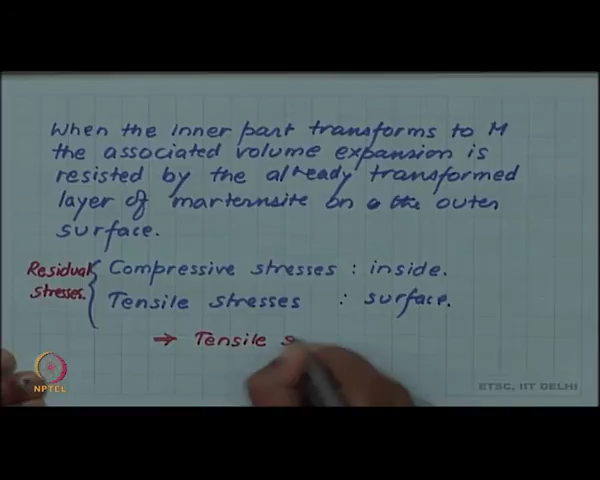 When the inner part transforms to M
the associated volume expansion is
resisted by the already transformed
layer of marternsite on the outer
surface.
Residual stresses. { Compressive stresses : inside.
Tensile stresses : surface.
→ Tensile s
NPTEL
ETSC, IIT DELHI